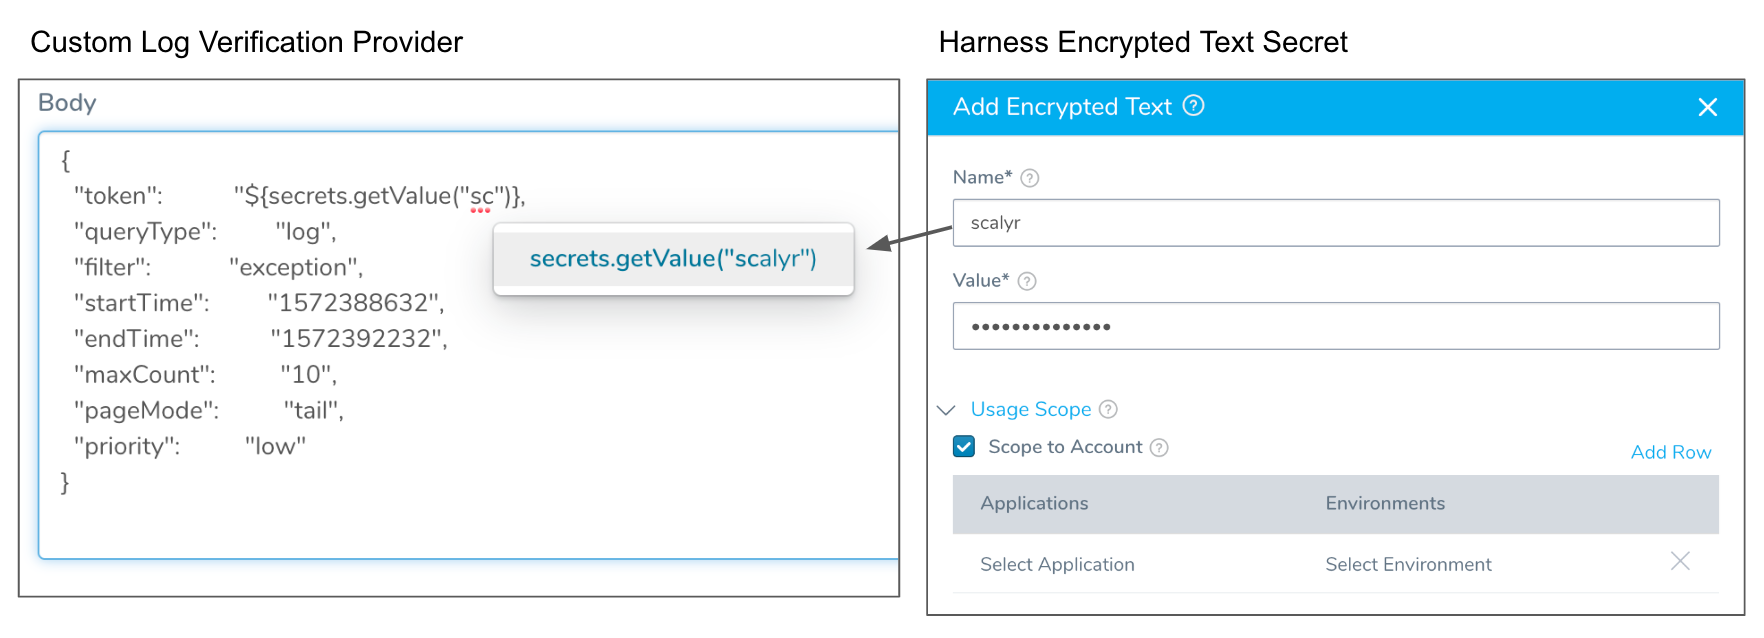 Custom Log Verification Provider
Body
{
"token": "${secrets.getValue("sc")},
"queryType": "log",
"filter": "exception",
"startTime": "1572388632",
"endTime": "1572392232",
"maxCount": "10",
"pageMode": "tail",
"priority": "low"
}
secrets.getValue("scalyr")
Harness Encrypted Text Secret
Add Encrypted Text ?
Name* ?
scalyr
Value* ?
••••••••••••••
Usage Scope ?
Scope to Account ?
Add Row
Applications Environments
Select Application Select Environment